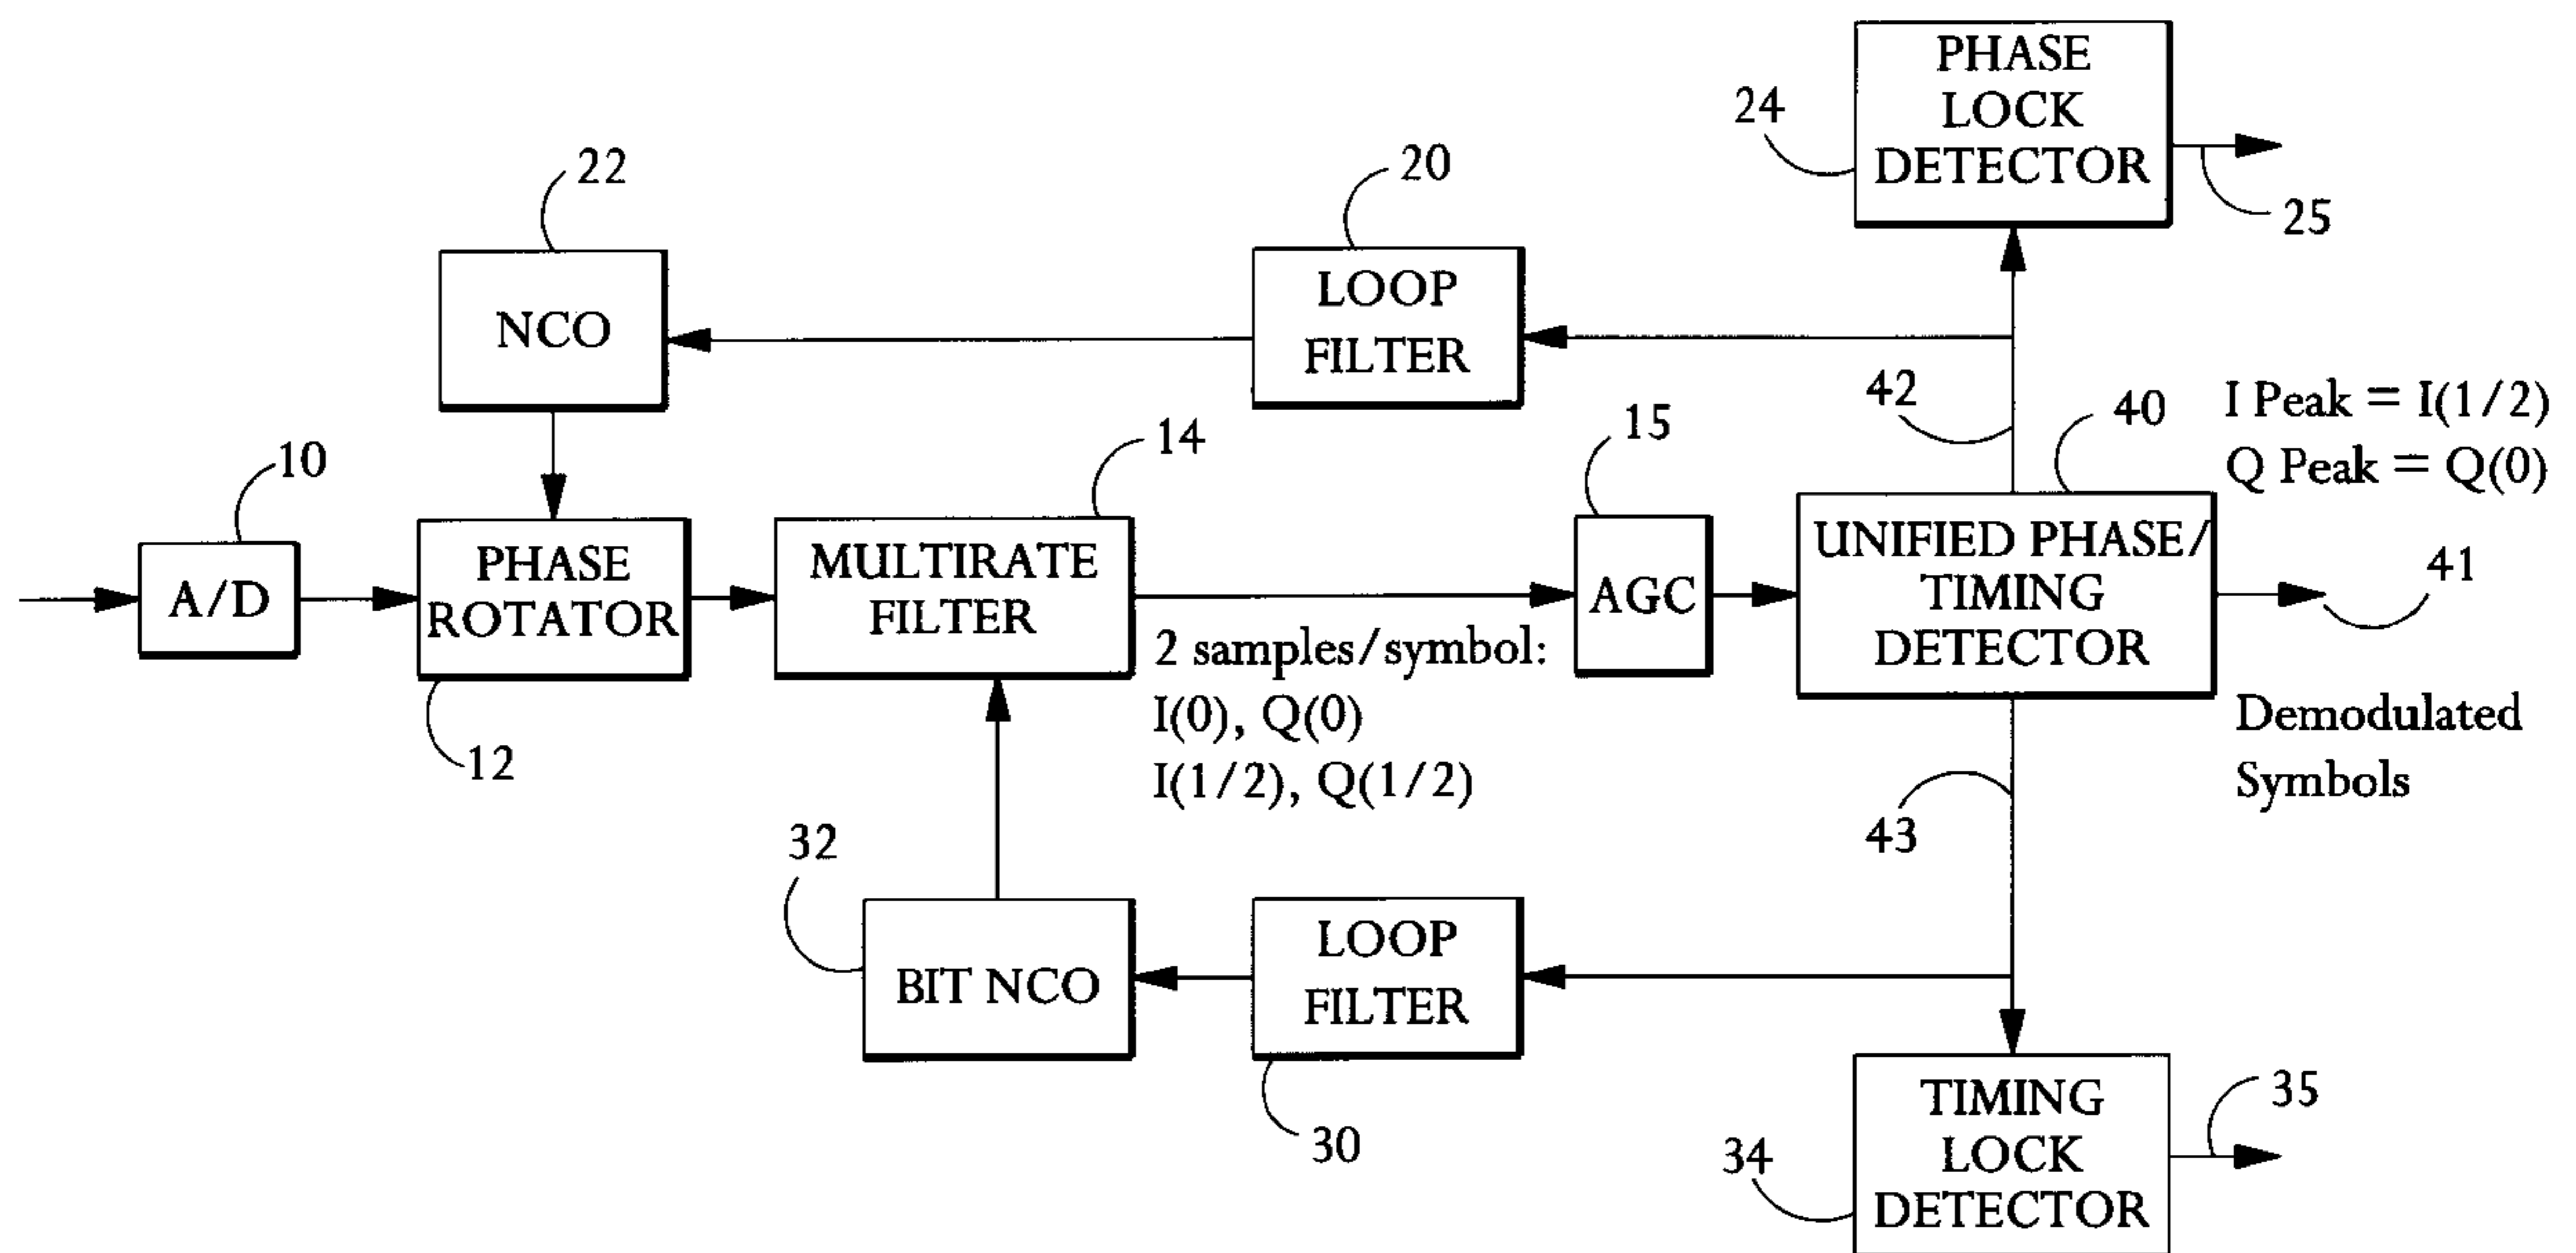 PHASE
LOCK
DETECTOR
24
25
22
20
NCO
LOOP
FILTER
42
40
I Peak = I(1/2)
Q Peak = Q(0)
10
14
15
A/D
PHASE
ROTATOR
MULTIRATE
FILTER
AGC
UNIFIED PHASE/
TIMING
DETECTOR
41
12
2 samples/symbol:
I(0), Q(0)
I(1/2), Q(1/2)
Demodulated
Symbols
43
32
BIT NCO
LOOP
FILTER
30
TIMING
LOCK
DETECTOR
34
35